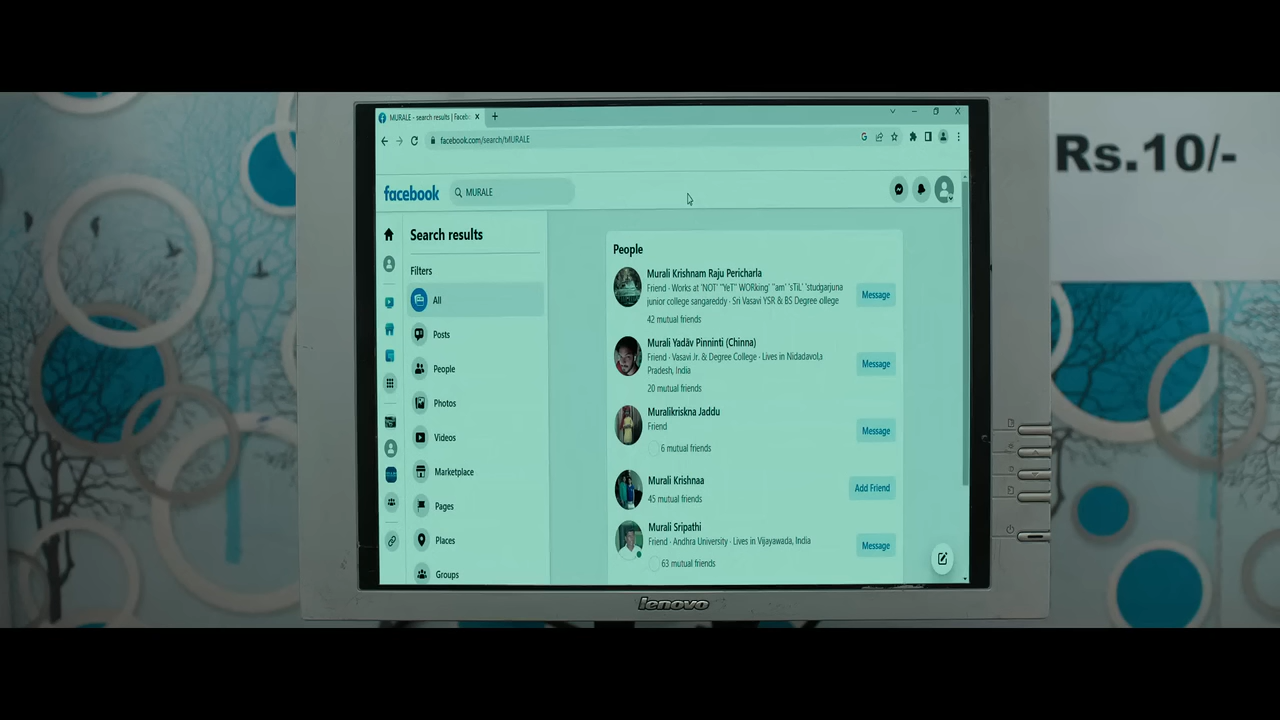 MURALE - search results | Faceb
facebook.com/search/MURALE
Rs.10/-
facebook
MURALE
Search results
Filters
All
Posts
People
Photos
Videos
Marketplace
Pages
Places
Groups
People
Murali Krishnam Raju Pericharla
Friend · Works at 'NOT' "YeT" WORking' "am' 'sTiL' 'studgarjuna
junior college sangareddy · Sri Vasavi YSR & BS Degree ollege
42 mutual friends
Message
Murali Yadäv Pinninti (Chinna)
Friend · Vasavi Jr. & Degree College · Lives in Nidadavol,a
Pradesh, India
20 mutual friends
Message
Muralikriskna Jaddu
Friend
6 mutual friends
Message
Murali Krishnaa
45 mutual friends
Add Friend
Murali Sripathi
Friend · Andhra University · Lives in Vijayawada, India
63 mutual friends
Message
lenovo